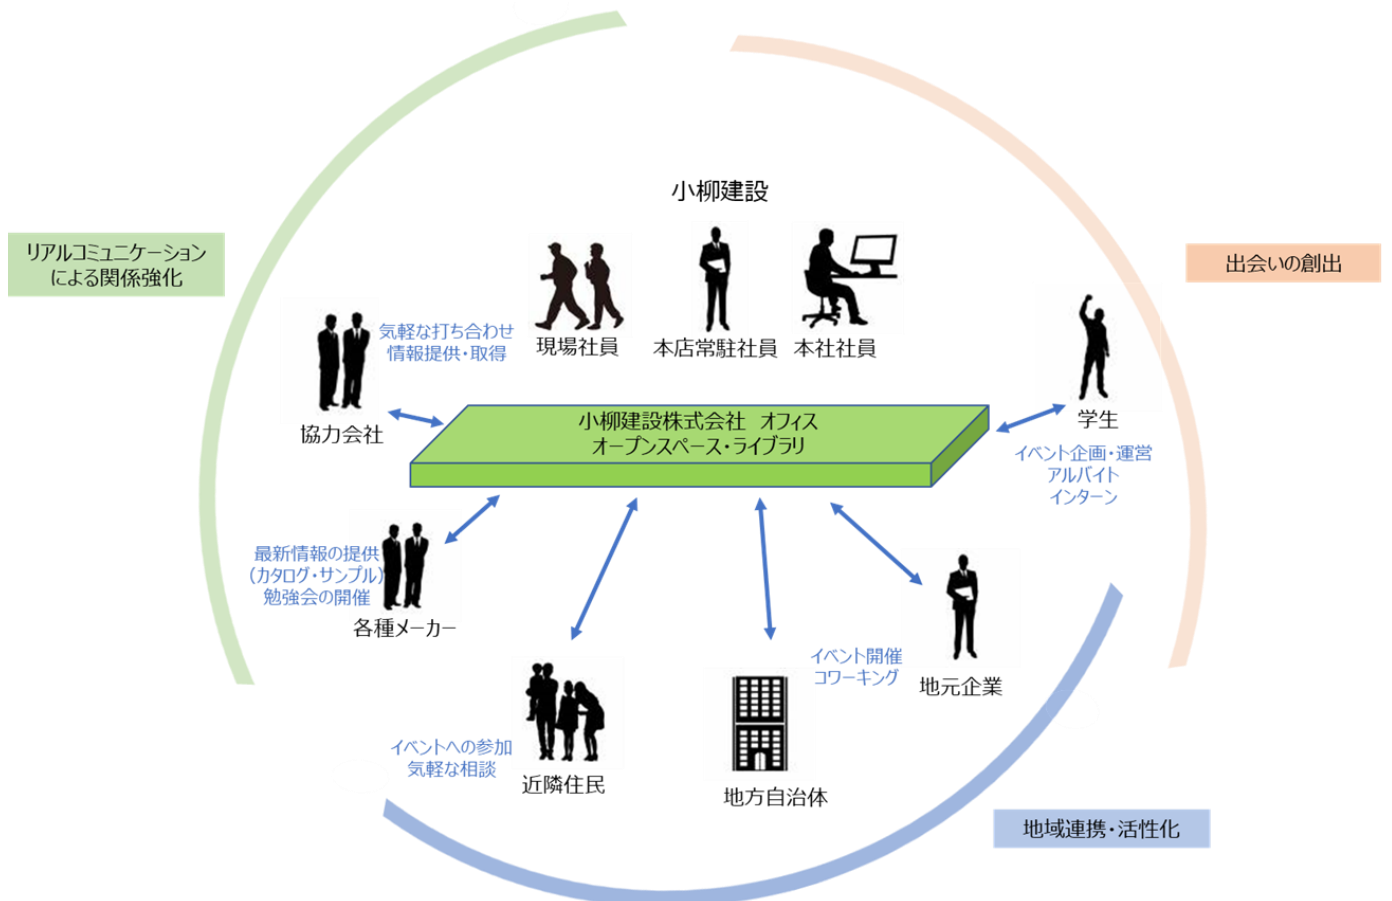 小柳建設
リアルコミュニケーション
による関係強化
出会いの創出
気軽な打ち合わせ
情報提供・取得
現場社員
本店常駐社員
本社社員
協力会社
小柳建設株式会社 オフィス
オープンスペース・ライブラリ
学生
イベント企画・運営
アルバイト
インターン
最新情報の提供
(カタログ・サンプル)
勉強会の開催
各種メーカー
イベント開催
コワーキング
地元企業
イベントへの参加
気軽な相談
近隣住民
地方自治体
地域連携・活性化